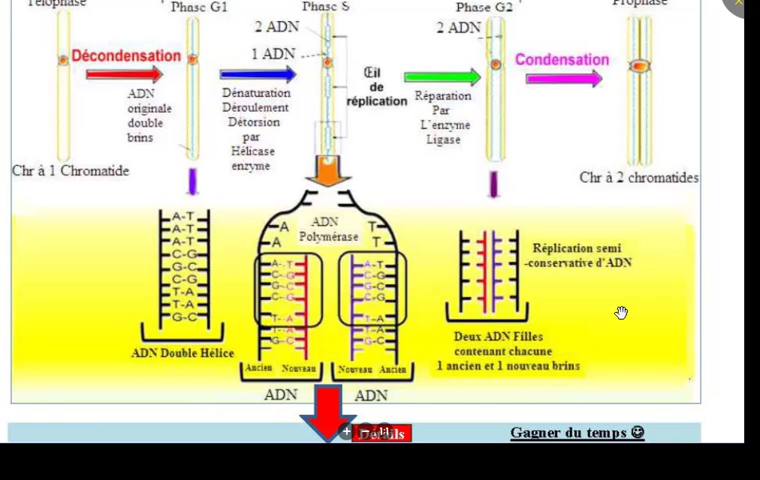 Télophase
Phase G1
Phase S
Phase G2
Prophase
2 ADN
1 ADN
2 ADN
Décondensation
Condensation
ADN
originale
double
brins
Dénaturation
Déroulement
Détorsion
par
Hélicase
enzyme
Œil
de
réplication
Réparation
Par
L'enzyme
Ligase
Chr à 1 Chromatide
Chr à 2 chromatides
A-T
A-T
A-T
C-G
G-C
C-G
T-A
T-A
G-C
ADN Double Hélice
ADN
Polymérase
A
A
T
T
A-T
C-G
G-C
C-G
T-A
T-A
G-C
A-T
C-G
G-C
C-G
T-A
T-A
G-C
Ancien Nouveau
Nouveau Ancien
ADN
ADN
Réplication semi
-conservative d'ADN
Deux ADN Filles
contenant chacune
1 ancien et 1 nouveau brins
Détails
Gagner du temps ☺